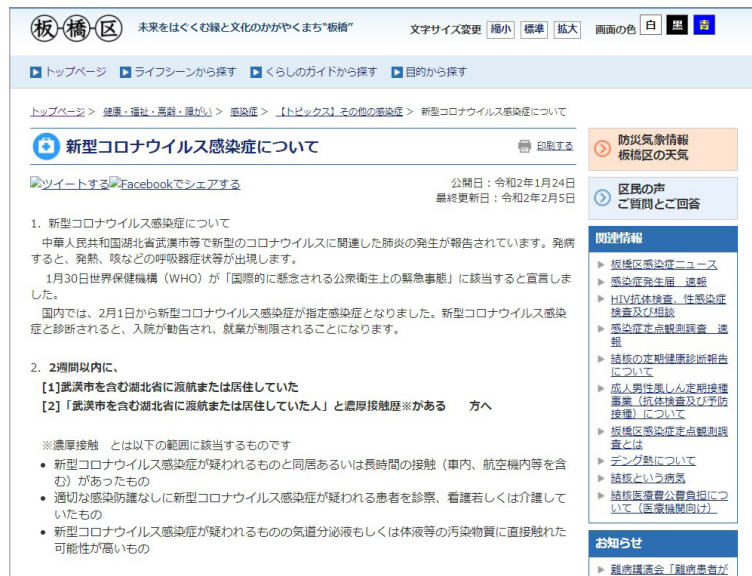 板橋区 未来をはぐくむ緑と文化のかがやくまち"板橋" 文字サイズ変更 縮小 標準 拡大 画面の色 白 黒 青
トップページ ライフシーンから探す くらしのガイドから探す 目的から探す
トップページ > 健康・福祉・高齢・障がい > 感染症 > 【トピックス】その他の感染症 > 新型コロナウイルス感染症について
新型コロナウイルス感染症について 印刷する
ツイートする Facebookでシェアする
公開日：令和2年1月24日
最終更新日：令和2年2月5日
1．新型コロナウイルス感染症について
中華人民共和国湖北省武漢市等で新型のコロナウイルスに関連した肺炎の発生が報告されています。発病
すると、発熱、咳などの呼吸器症状等が出現します。
1月30日世界保健機構（WHO）が「国際的に懸念される公衆衛生上の緊急事態」に該当すると宣言しま
した。
国内では、2月1日から新型コロナウイルス感染症が指定感染症となりました。新型コロナウイルス感染
症と診断されると、入院が勧告され、就業が制限されることになります。
2．2週間以内に、
[1]武漢市を含む湖北省に渡航または居住していた
[2]「武漢市を含む湖北省に渡航または居住していた人」と濃厚接触歴※がある 方へ
※濃厚接触 とは以下の範囲に該当するものです
• 新型コロナウイルス感染症が疑われるものと同居あるいは長時間の接触（車内、航空機内等を含
む）があったもの
• 適切な感染防護なしに新型コロナウイルス感染症が疑われる患者を診察、看護若しくは介護して
いたもの
• 新型コロナウイルス感染症が疑われるものの気道分泌液もしくは体液等の汚染物質に直接触れた
可能性が高いもの
防災気象情報
板橋区の天気
区民の声
ご質問とご回答
関連情報
板橋区感染症ニュース
感染症発生届 速報
HIV抗体検査、性感染症
検査及び相談
感染症定点観測調査 速
報
結核の定期健康診断報告
について
成人男性風しん定期接種
事業（抗体検査及び予防
接種）について
板橋区感染症定点観測調
査とは
デング熱について
結核という病気
結核医療費公費負担につ
いて（医療機関向け）
お知らせ
難病講演会「難病患者が